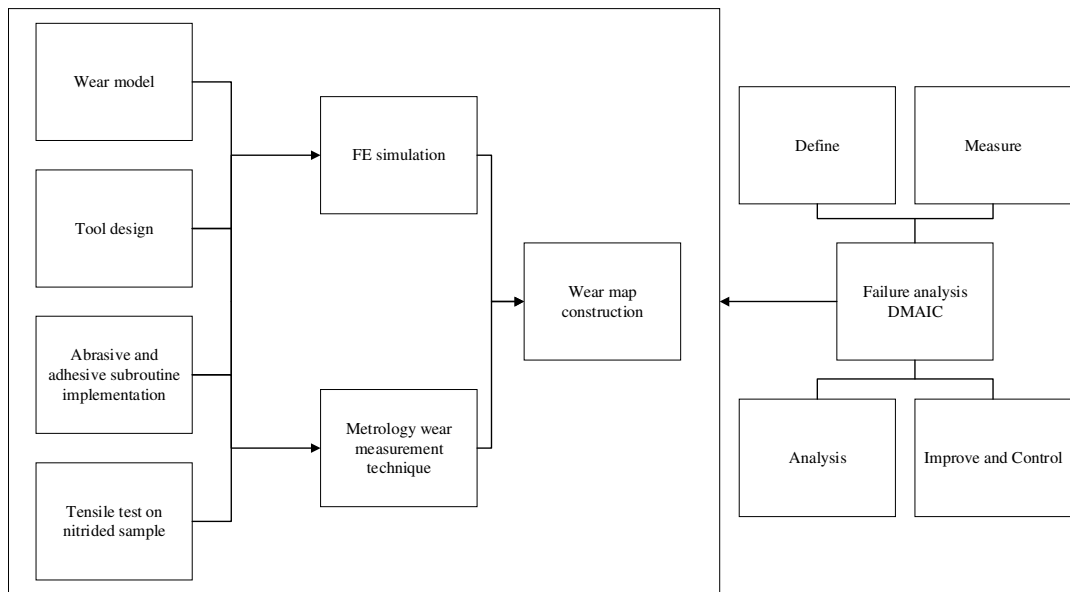 Wear model
Tool design
Abrasive and
adhesive subroutine
implementation
Tensile test on
nitrided sample
FE simulation
Metrology wear
measurement
technique
Wear map
construction
Define
Measure
Failure analysis
DMAIC
Analysis
Improve and Control